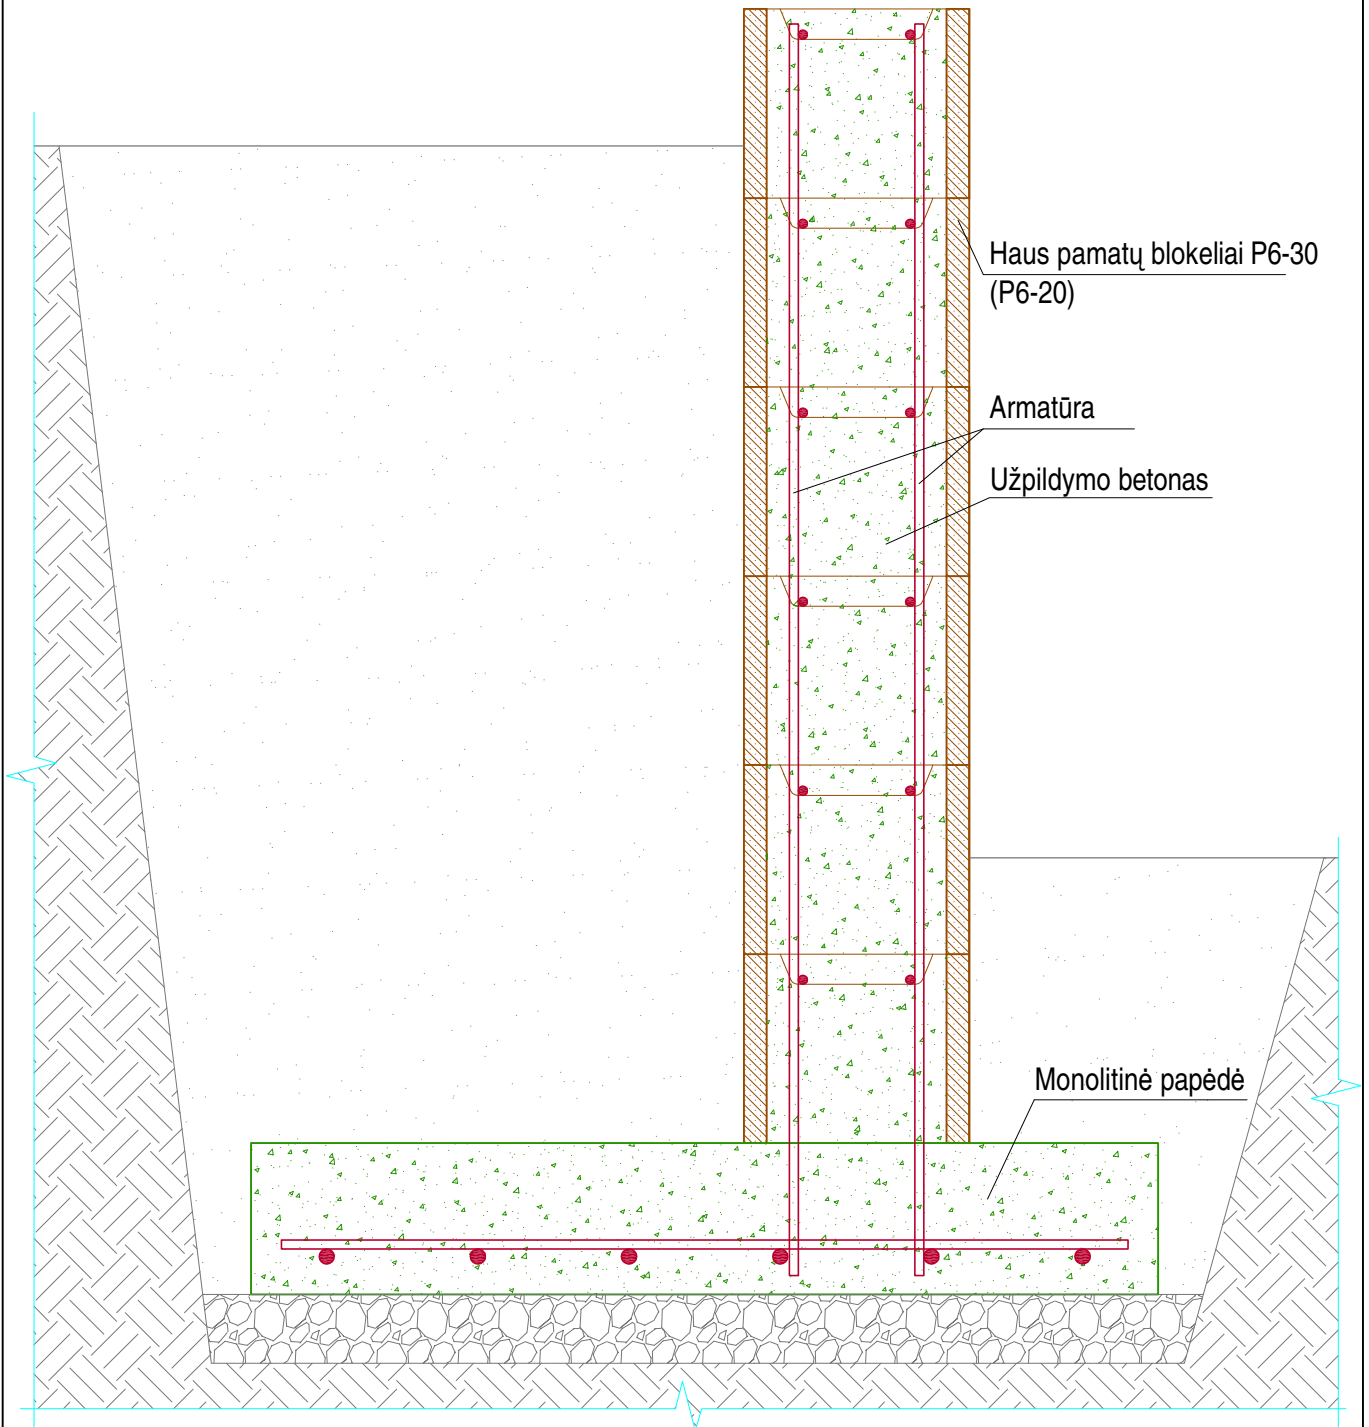 Haus pamatų blokeliai P6-30
(P6-20)
Armatūra
Užpildymo betonas
Monolitinė papėdė